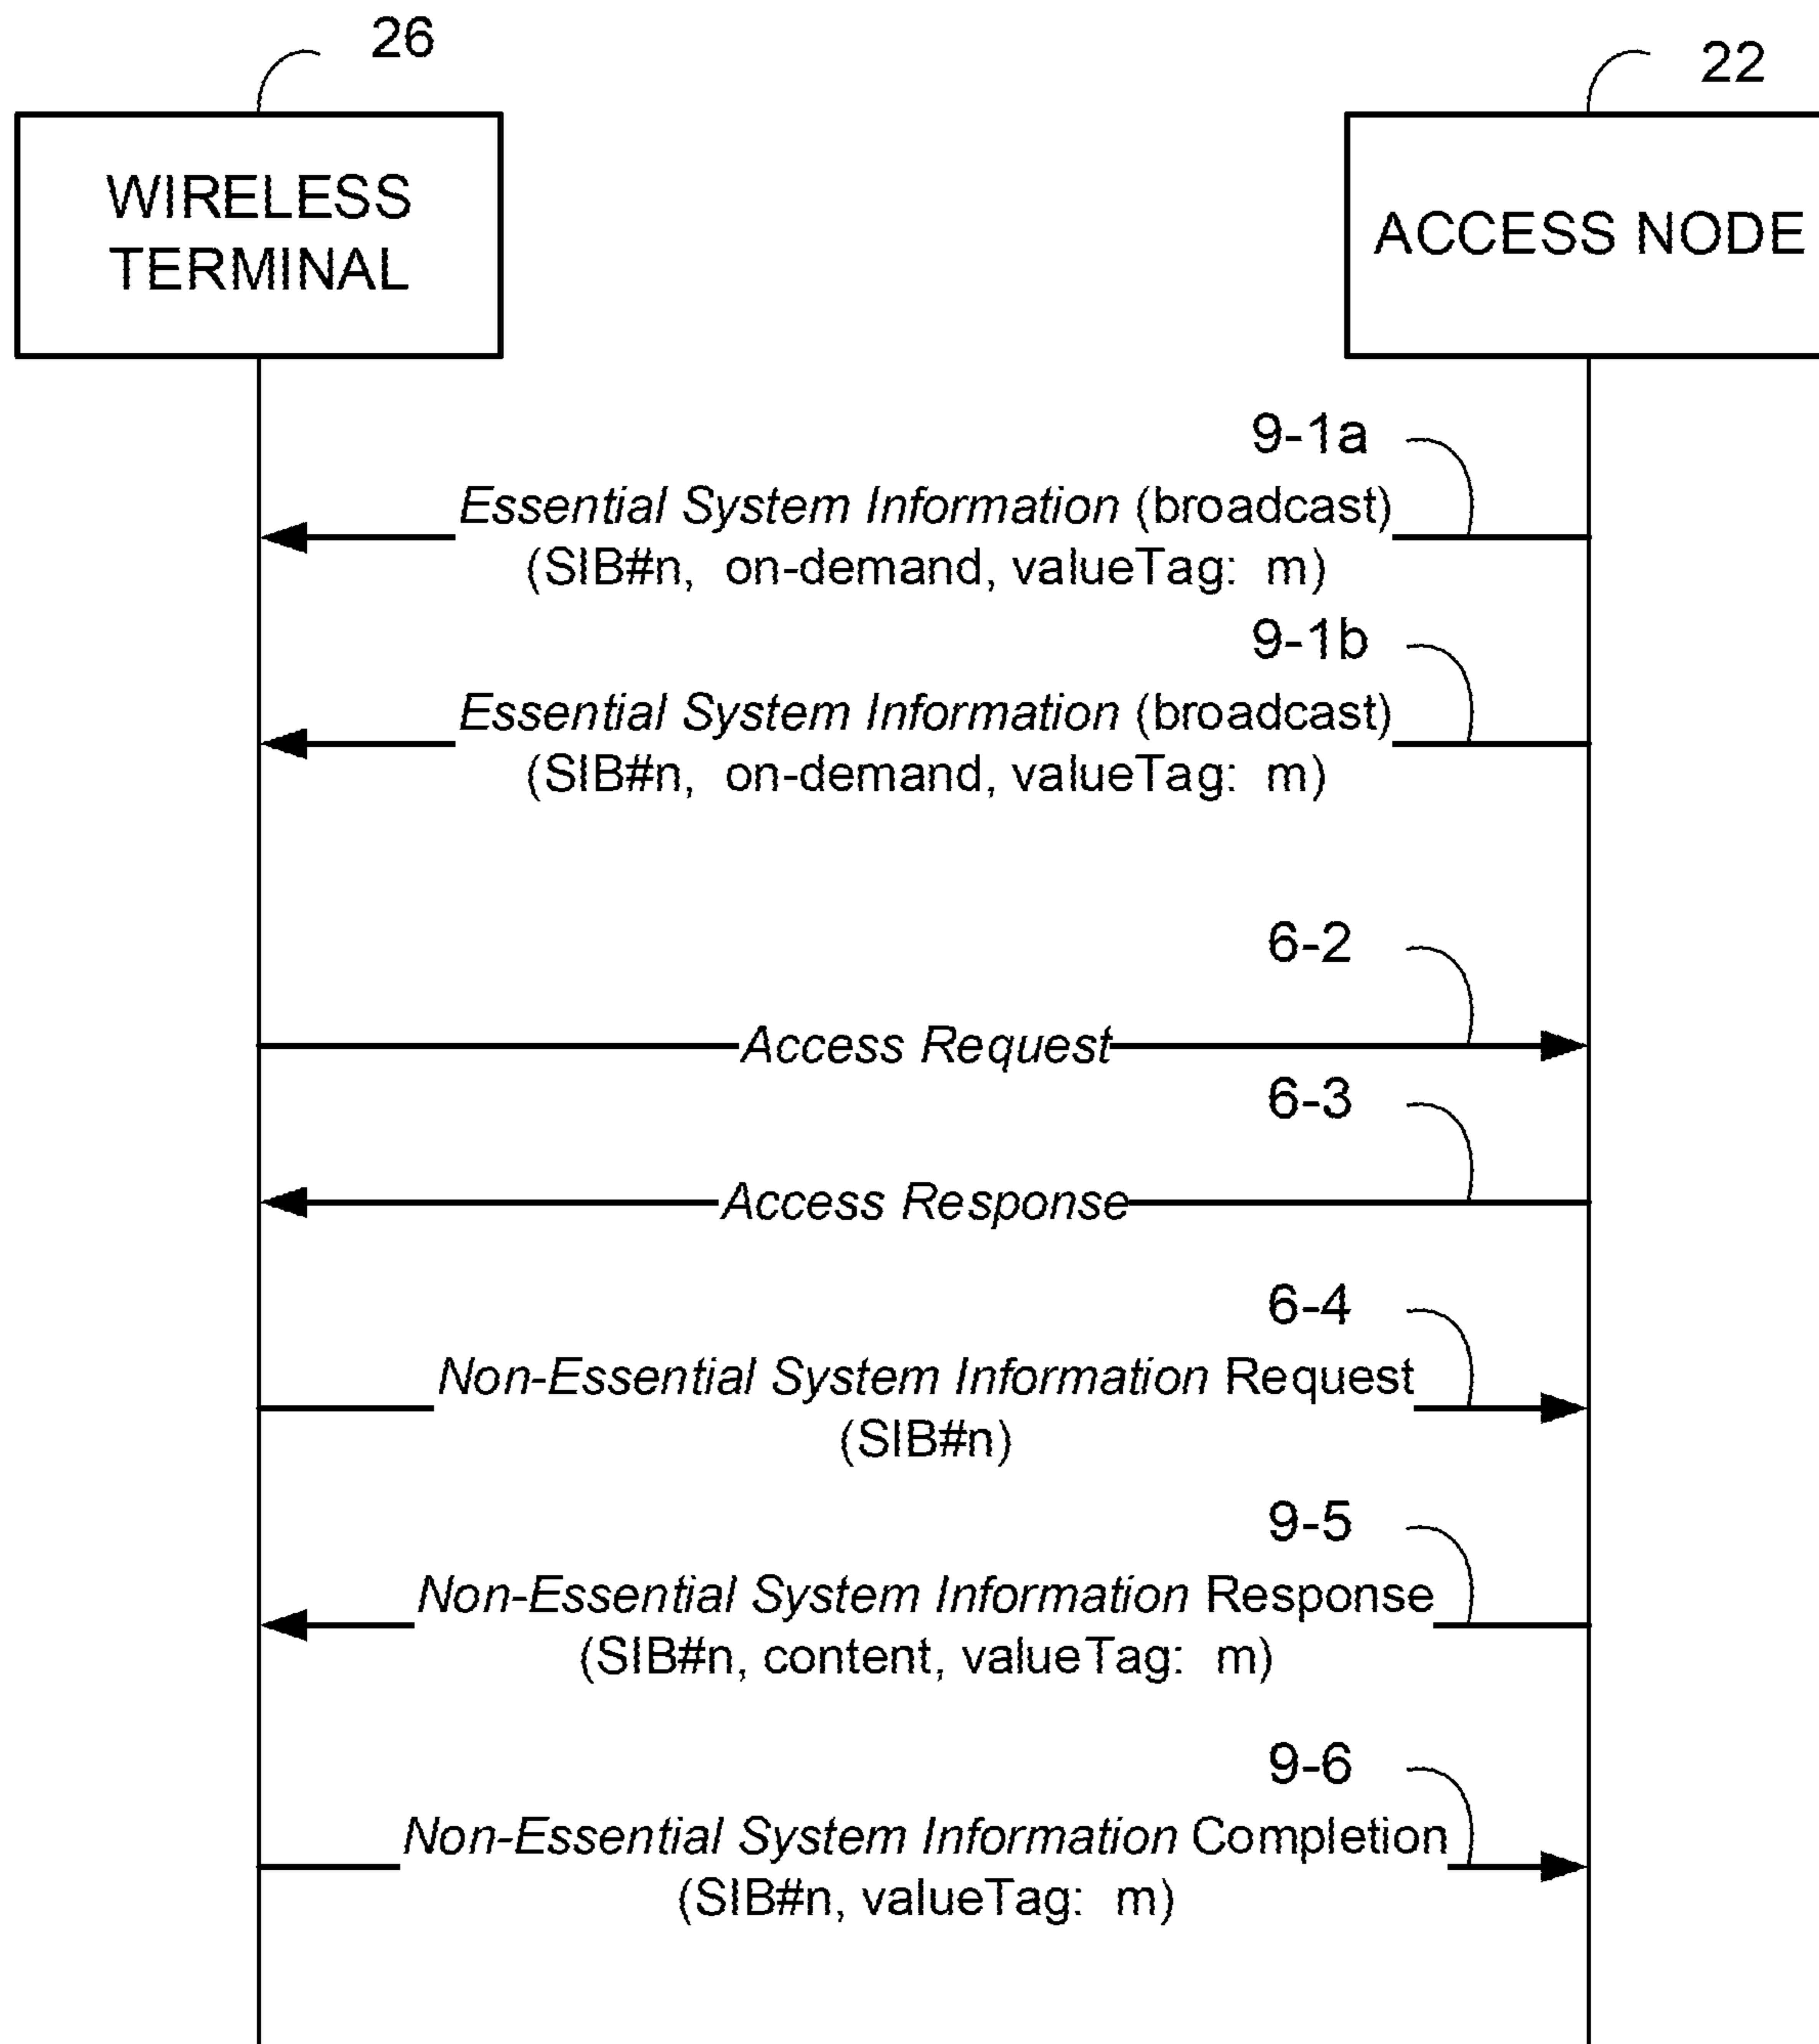 26
22
WIRELESS
TERMINAL
ACCESS NODE
9-1a
Essential System Information (broadcast)
(SIB#n, on-demand, valueTag: m)
9-1b
Essential System Information (broadcast)
(SIB#n, on-demand, valueTag: m)
6-2
Access Request
6-3
Access Response
6-4
Non-Essential System Information Request
(SIB#n)
9-5
Non-Essential System Information Response
(SIB#n, content, valueTag: m)
9-6
Non-Essential System Information Completion
(SIB#n, valueTag: m)